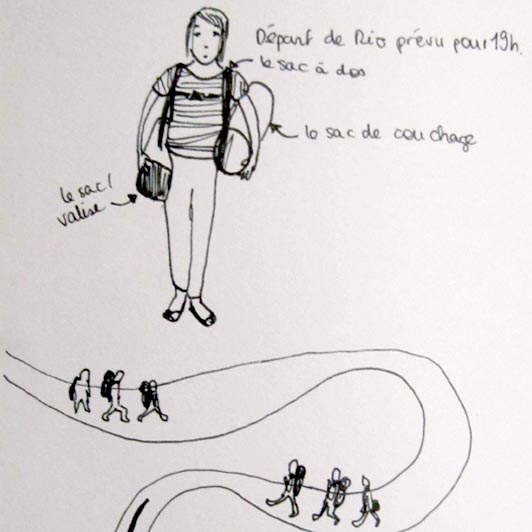 Départ de Rio prévu pour 19h.
le sac à dos
le sac de couchage
le sac/
valise